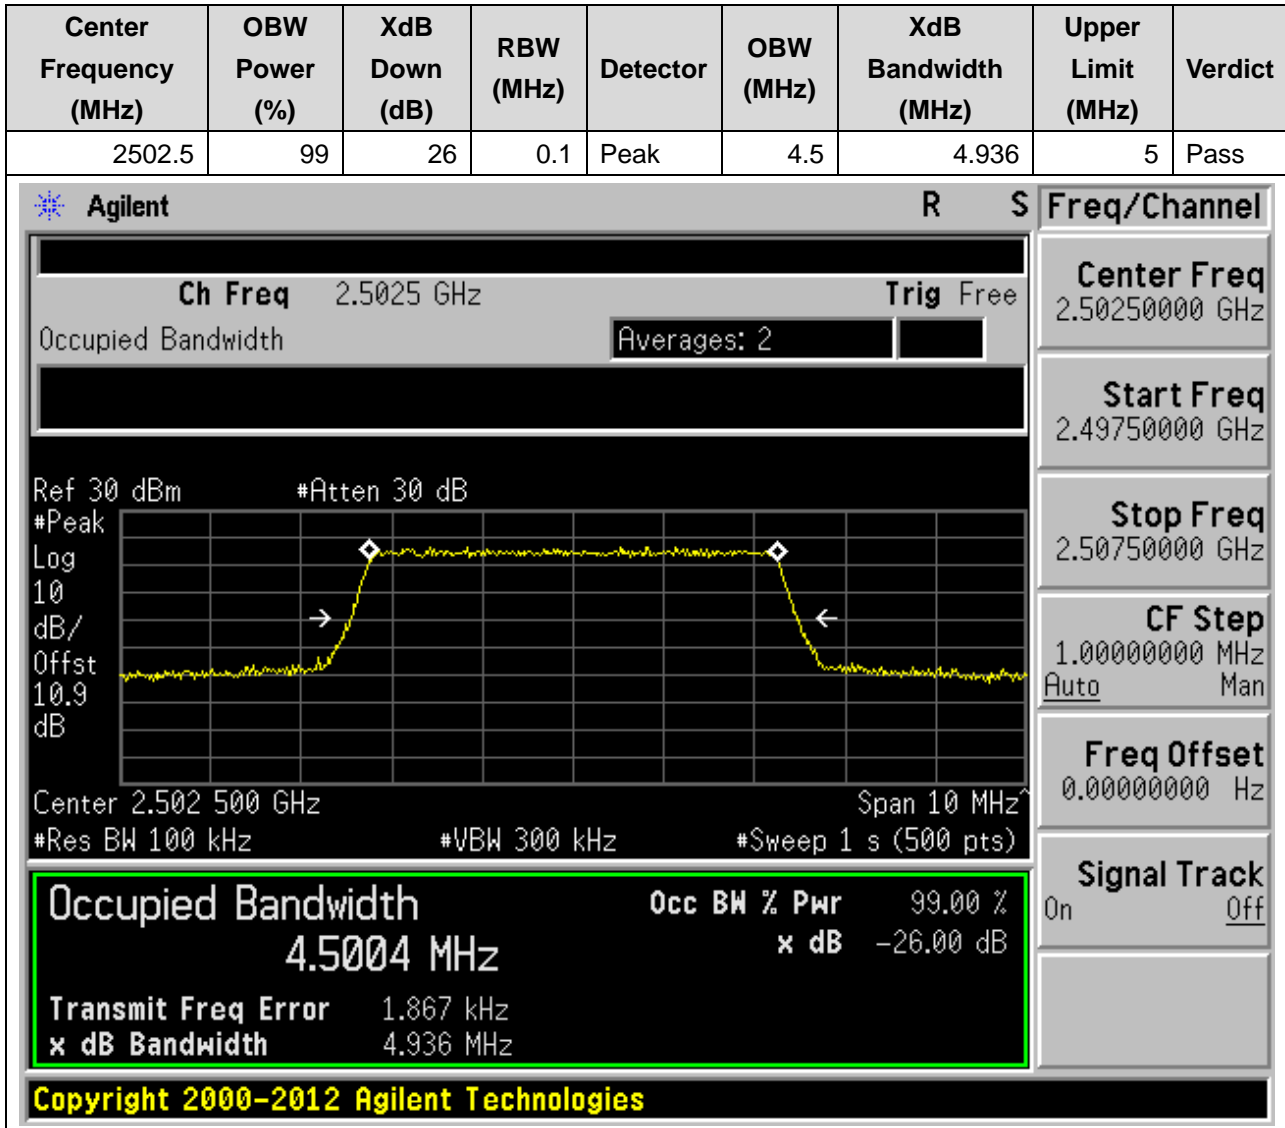 Center Frequency (MHz) OBW Power (%) XdB Down (dB) RBW (MHz) Detector OBW (MHz) XdB Bandwidth (MHz) Upper Limit (MHz) Verdict
2502.5 99 26 0.1 Peak 4.5 4.936 5 Pass
Agilent R S Freq/Channel
Ch Freq 2.5025 GHz Trig Free
Occupied Bandwidth Averages: 2
Center Freq
2.50250000 GHz
Start Freq
2.49750000 GHz
Stop Freq
2.50750000 GHz
CF Step
1.00000000 MHz
Auto Man
Freq Offset
0.00000000 Hz
Signal Track
On Off
Ref 30 dBm #Atten 30 dB
#Peak
Log
10
dB/
Offst
10.9
dB
Center 2.502 500 GHz Span 10 MHz^
#Res BW 100 kHz #VBW 300 kHz #Sweep 1 s (500 pts)
Occupied Bandwidth Occ BW % Pwr 99.00 %
4.5004 MHz x dB -26.00 dB
Transmit Freq Error 1.867 kHz
x dB Bandwidth 4.936 MHz
Copyright 2000-2012 Agilent Technologies